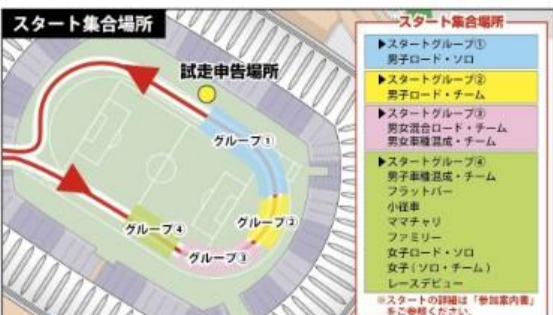 スタート集合場所
試走申告場所
グループ①
グループ②
グループ③
グループ④
スタート集合場所
▶スタートグループ①
男子ロード・ソロ
▶スタートグループ②
男子ロード・チーム
▶スタートグループ③
男女混合ロード・チーム
男女車種混成・チーム
▶スタートグループ④
男子車種混成・チーム
フラットバー
小径車
ママチャリ
ファミリー
女子ロード・ソロ
女子(ソロ・チーム)
レースデビュー
※スタートの詳細は「参加案内書」
をご参照ください。